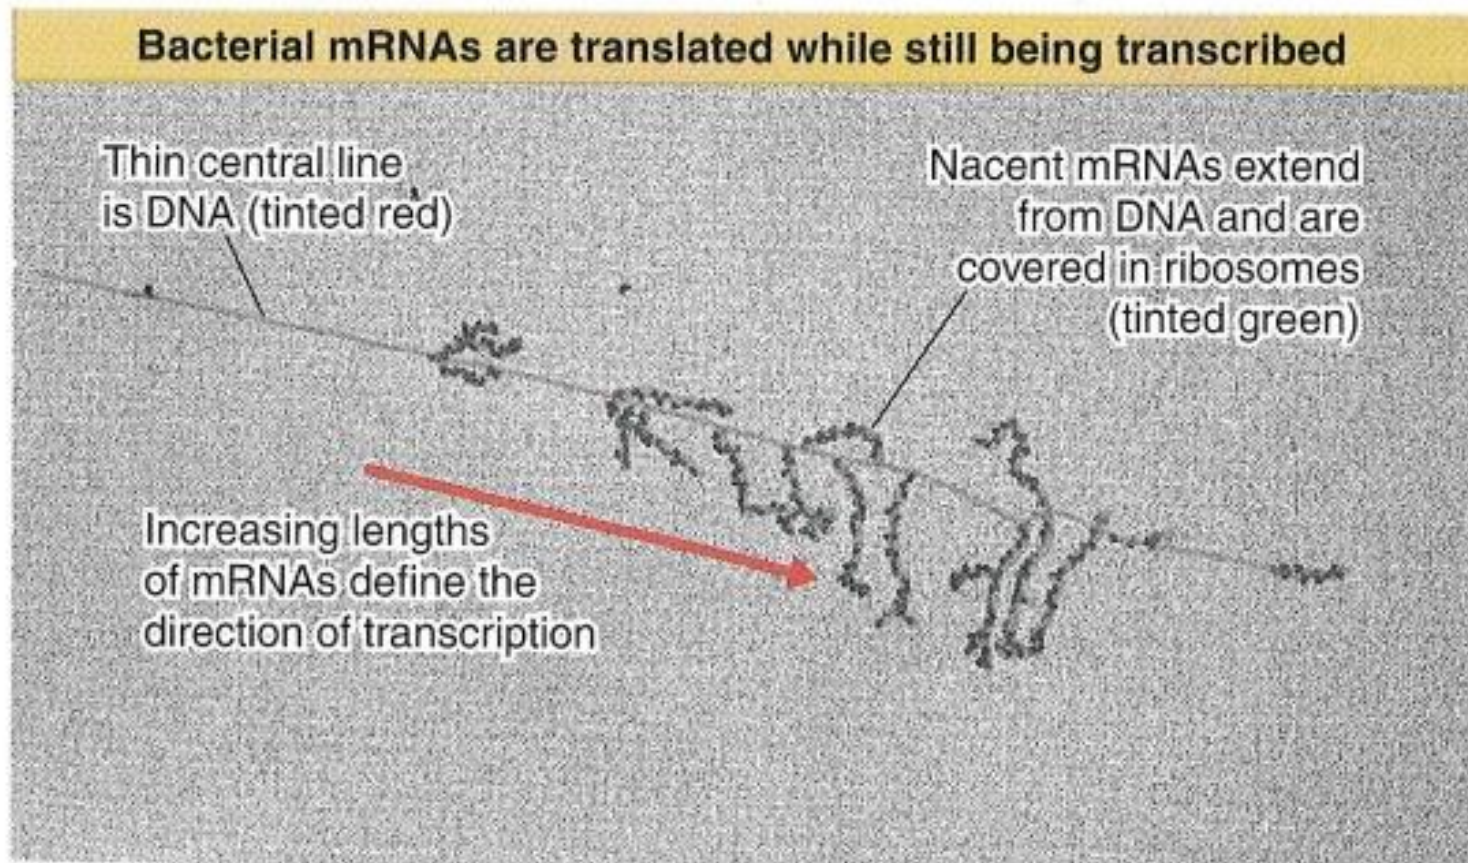 Bacterial mRNAs are translated while still being transcribed
Thin central line
is DNA (tinted red)
Nacent mRNAs extend
from DNA and are
covered in ribosomes
(tinted green)
Increasing lengths
of mRNAs define the
direction of transcription